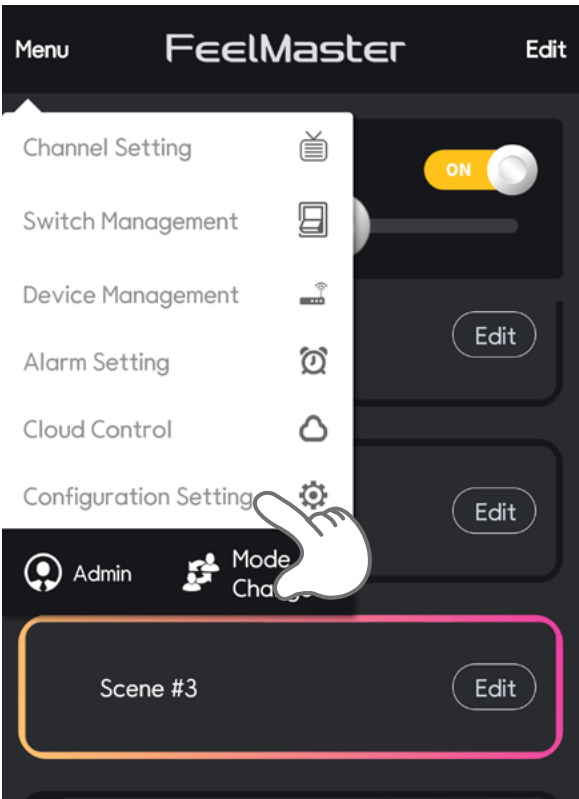 Menu FeelMaster Edit
Channel Setting
ON
Switch Management
Device Management
Edit
Alarm Setting
Cloud Control
Configuration Setting
Edit
Admin
Mode
Change
Scene #3
Edit